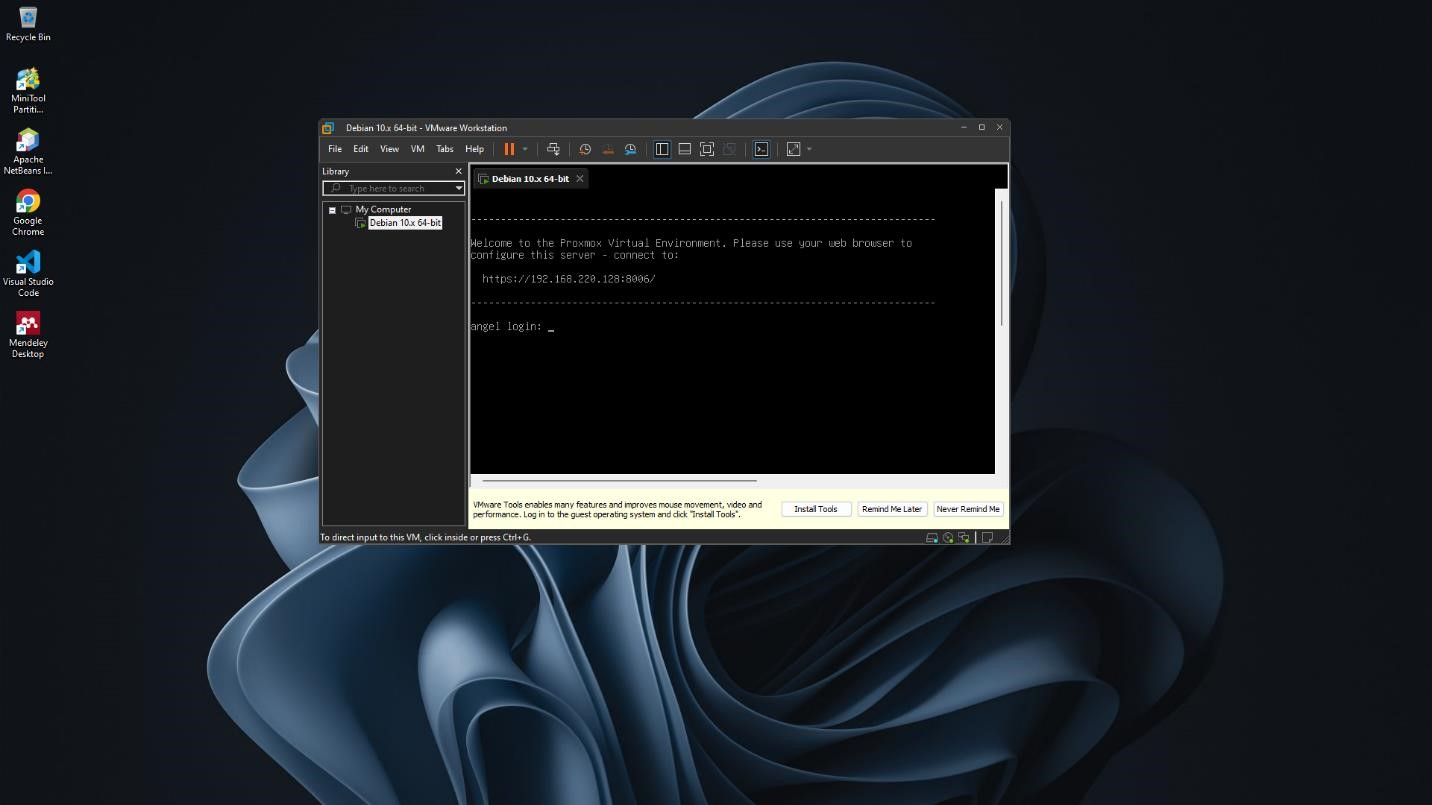 Recycle Bin
MiniTool
Partiti...
Apache
NetBeans I...
Google
Chrome
Visual Studio
Code
Mendeley
Desktop
Debian 10.x 64-bit - VMware Workstation
File Edit View VM Tabs Help
Library
Type here to search
My Computer
Debian 10.x 64-bit
Debian 10.x 64-bit
--------------------------------------------------------------------------------
Welcome to the Proxmox Virtual Environment. Please use your web browser to
configure this server - connect to:
https://192.168.220.128:8006/
--------------------------------------------------------------------------------
angel login: _
VMware Tools enables many features and improves mouse movement, video and
performance. Log in to the guest operating system and click "Install Tools".
Install Tools Remind Me Later Never Remind Me
To direct input to this VM, click inside or press Ctrl+G.